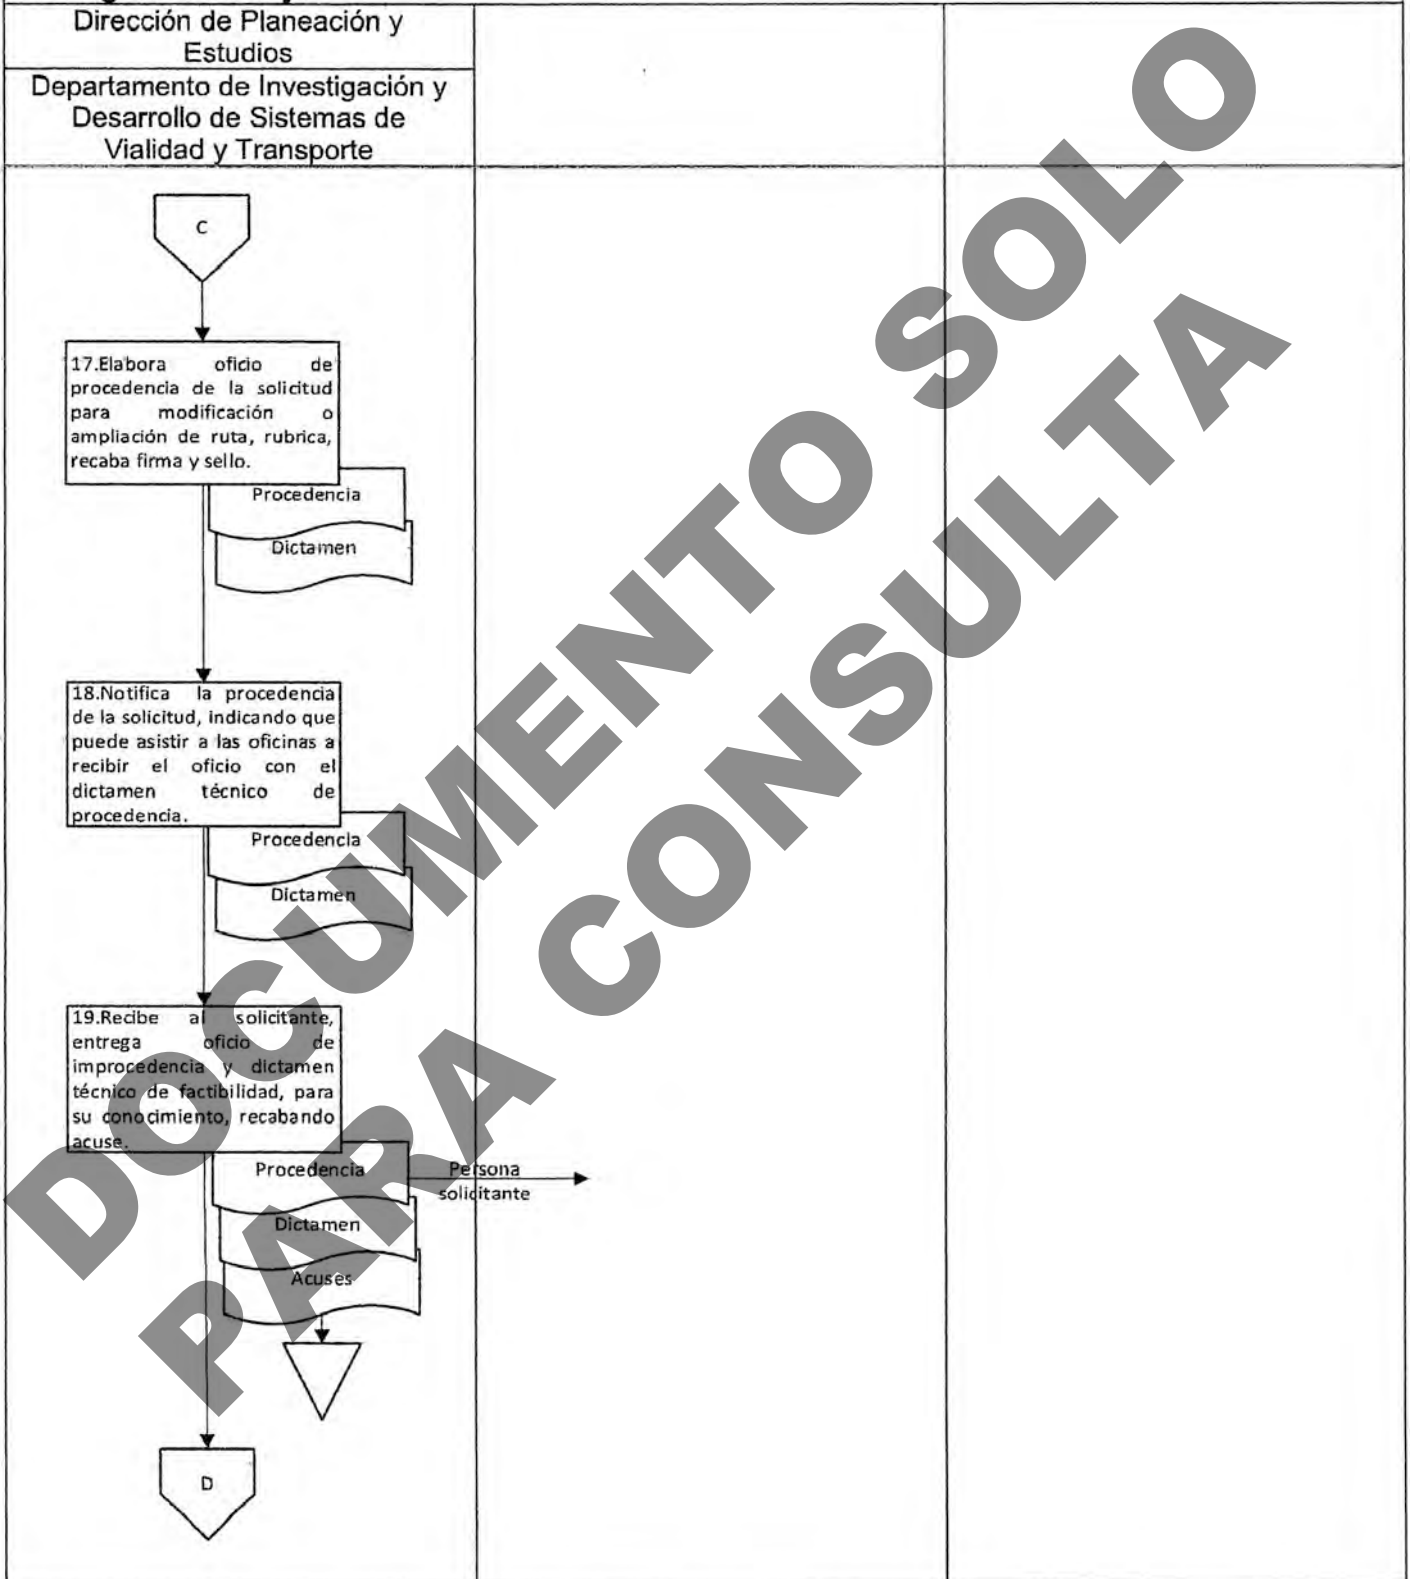 Dirección de Planeación y
Estudios
Departamento de Investigación y
Desarrollo de Sistemas de
Vialidad y Transporte
C
17.Elabora oficio de
procedencia de la solicitud
para modificación o
ampliación de ruta, rubrica,
recaba firma y sello.
Procedencia
Dictamen
18.Notifica la procedencia
de la solicitud, indicando que
puede asistir a las oficinas a
recibir el oficio con el
dictamen técnico de
procedencia.
Procedencia
Dictamen
19.Recibe al solicitante,
entrega oficio de
improcedencia y dictamen
técnico de factibilidad, para
su conocimiento, recabando
acuse.
Procedencia
Persona
solicitante
Dictamen
Acuses
D
DOCUMENTO SOLO
PARA CONSULTA